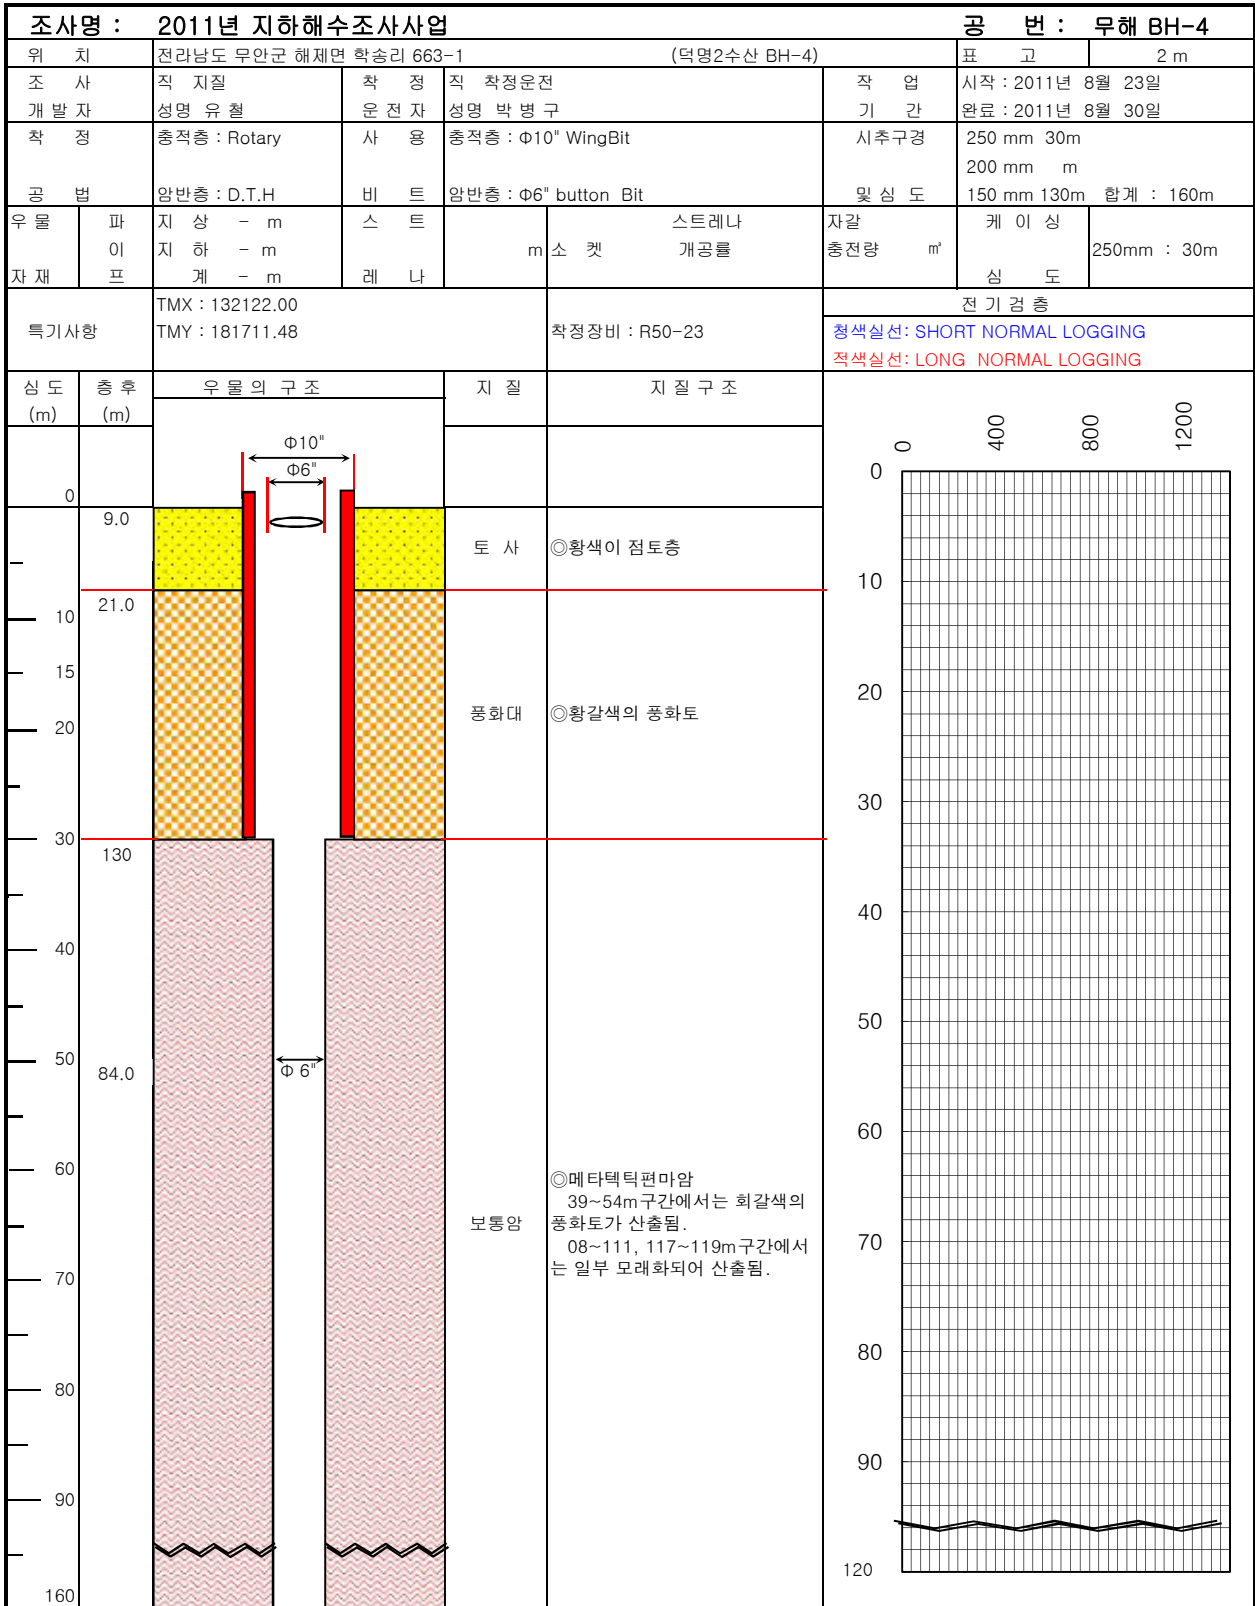 조사명 : 2011년 지하해수조사사업 공 번 : 무해 BH-4
위 치 전라남도 무안군 해제면 학송리 663-1 (덕명2수산 BH-4) 표 고 2 m
조 사 직 지질 착 정 직 착정운전 작 업 시작 : 2011년 8월 23일
개 발 자 성명 유 철 운 전 자 성명 박 병 구 기 간 완료 : 2011년 8월 30일
착 정 충적층 : Rotary 사 용 충적층 : Φ10" WingBit 시추구경 250 mm 30m
200 mm m
공 법 암반층 : D.T.H 비 트 암반층 : Φ6" button Bit 및 심 도 150 mm 130m 합계 : 160m
우 물 파 지 상 - m 스 트 스트레나 자갈 케 이 싱
이 지 하 - m m 소 켓 개공률 충전량 ㎥ 250mm : 30m
자 재 프 계 - m 레 나 심 도
TMX : 132122.00 전 기 검 층
특기사항 TMY : 181711.48 착정장비 : R50-23 청색실선: SHORT NORMAL LOGGING
적색실선: LONG NORMAL LOGGING
심 도 층 후 우 물 의 구 조 지 질 지 질 구 조
(m) (m)
0 400 800 1200
Φ10"
Φ6"
0
0
9.0
토 사 ◎황색이 점토층
10
21.0
10
15
20
풍화대 ◎황갈색의 풍화토
20
30
30
130
40
40
50
50
Φ 6"
84.0
60
60
◎메타텍틱편마암
39~54m구간에서는 회갈색의
보통암 풍화토가 산출됨.
08~111, 117~119m구간에서
는 일부 모래화되어 산출됨.
70
70
80
80
90
90
120
160